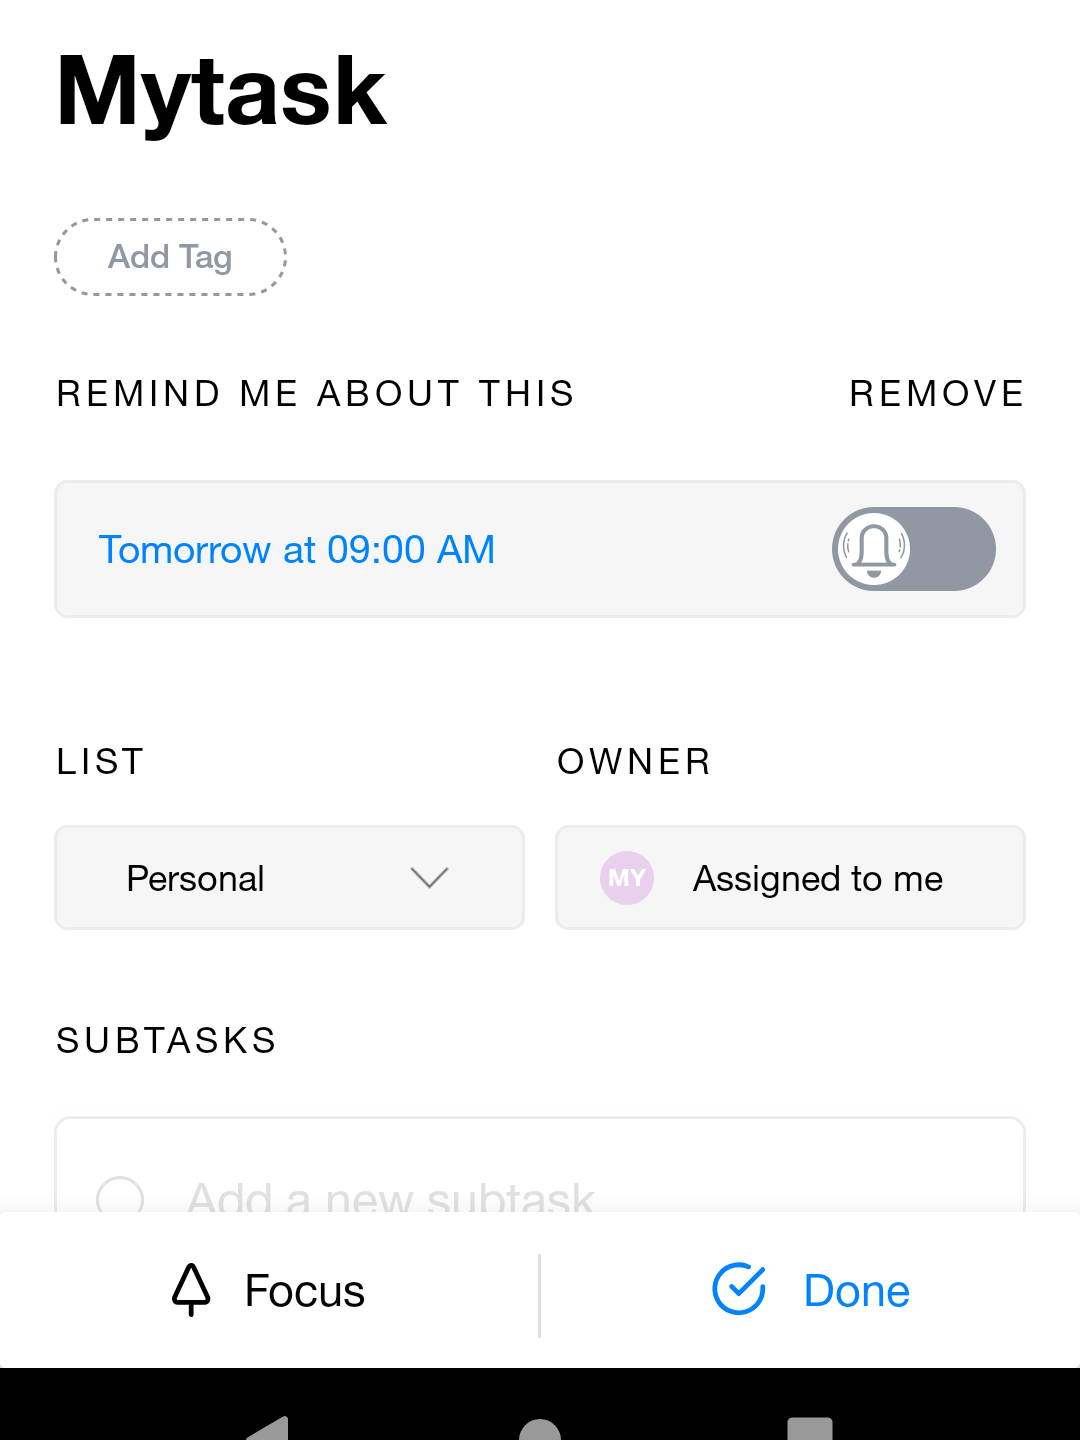 Mytask
Add Tag
REMIND ME ABOUT THIS REMOVE
Tomorrow at 09:00 AM
LIST OWNER
Personal MY Assigned to me
SUBTASKS
Add a new subtask
Focus Done